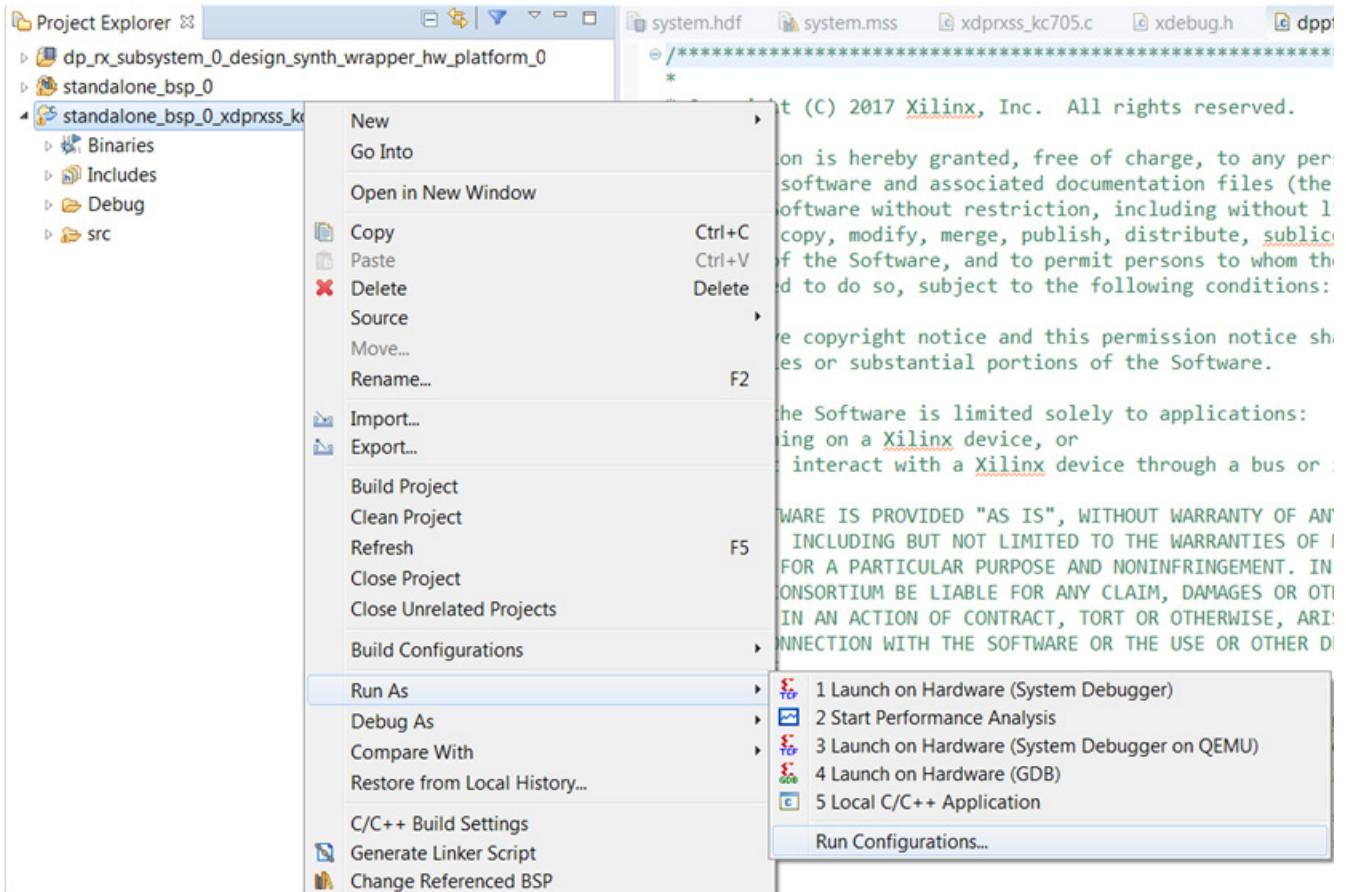 Project Explorer
dp_rx_subsystem_0_design_synth_wrapper_hw_platform_0
standalone_bsp_0
standalone_bsp_0_xdprxss_kc
Binaries
Includes
Debug
src
New
Go Into
Open in New Window
Copy Ctrl+C
Paste Ctrl+V
Delete Delete
Source
Move...
Rename... F2
Import...
Export...
Build Project
Clean Project
Refresh F5
Close Project
Close Unrelated Projects
Build Configurations
Run As
Debug As
Compare With
Restore from Local History...
C/C++ Build Settings
Generate Linker Script
Change Referenced BSP
1 Launch on Hardware (System Debugger)
2 Start Performance Analysis
3 Launch on Hardware (System Debugger on QEMU)
4 Launch on Hardware (GDB)
5 Local C/C++ Application
Run Configurations...
system.hdf system.mss xdprxss_kc705.c xdebug.h dppt
/*****************************************************************
*
t (C) 2017 Xilinx, Inc. All rights reserved.
on is hereby granted, free of charge, to any per
software and associated documentation files (the
oftware without restriction, including without l
copy, modify, merge, publish, distribute, sublic
f the Software, and to permit persons to whom the
d to do so, subject to the following conditions:
e copyright notice and this permission notice sha
es or substantial portions of the Software.
he Software is limited solely to applications:
ing on a Xilinx device, or
interact with a Xilinx device through a bus or
WARE IS PROVIDED "AS IS", WITHOUT WARRANTY OF ANY
INCLUDING BUT NOT LIMITED TO THE WARRANTIES OF
FOR A PARTICULAR PURPOSE AND NONINFRINGEMENT. IN
ONSORTIUM BE LIABLE FOR ANY CLAIM, DAMAGES OR OT
IN AN ACTION OF CONTRACT, TORT OR OTHERWISE, ARI
NNECTION WITH THE SOFTWARE OR THE USE OR OTHER D